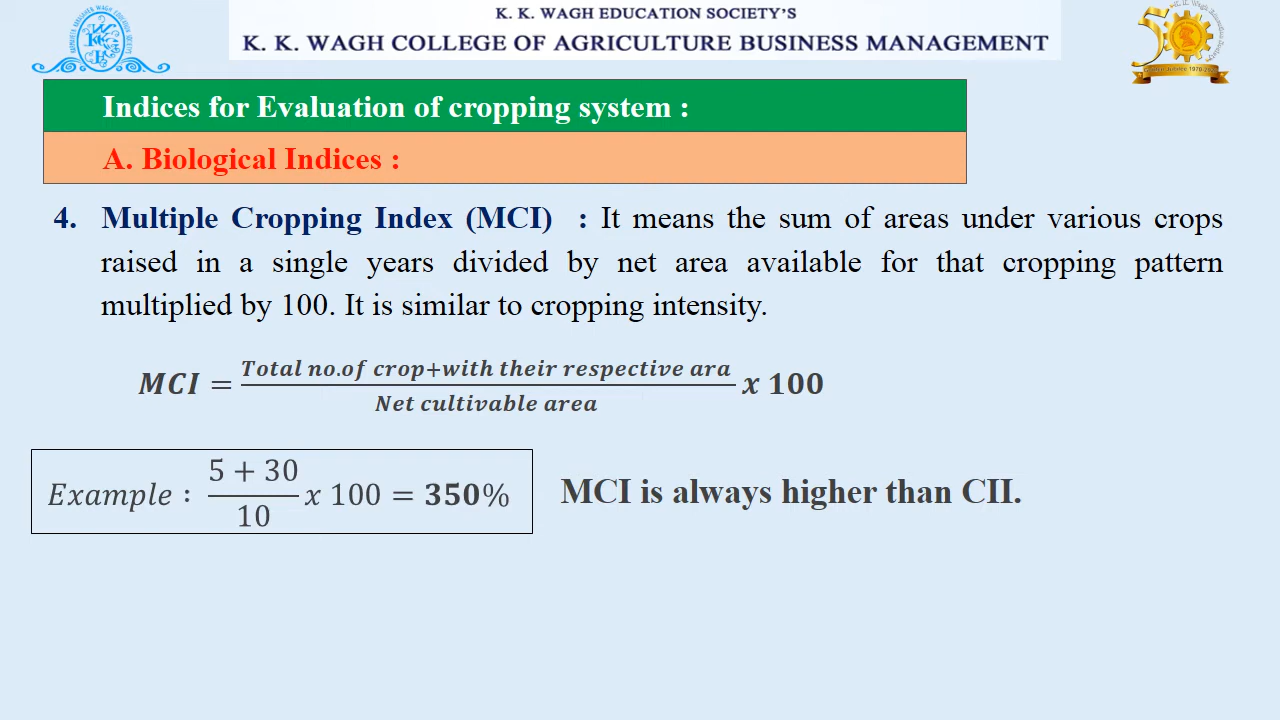 K. K. WAGH EDUCATION SOCIETY'S
K. K. WAGH COLLEGE OF AGRICULTURE BUSINESS MANAGEMENT
Indices for Evaluation of cropping system :
A. Biological Indices :
4. Multiple Cropping Index (MCI) : It means the sum of areas under various crops
raised in a single years divided by net area available for that cropping pattern
multiplied by 100. It is similar to cropping intensity.
MCI = Total no.of crop+with their respective ara / Net cultivable area x 100
Example : 5 + 30 / 10 x 100 = 350%
MCI is always higher than CII.